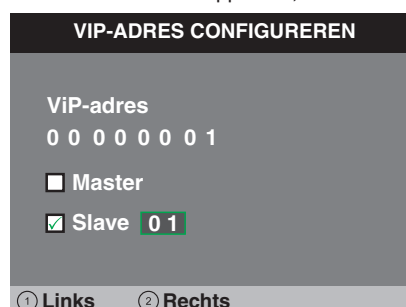 VIP-ADRES CONFIGUREREN
ViP-adres
0 0 0 0 0 0 0 1
Master
Slave 0 1
1 Links 2 Rechts